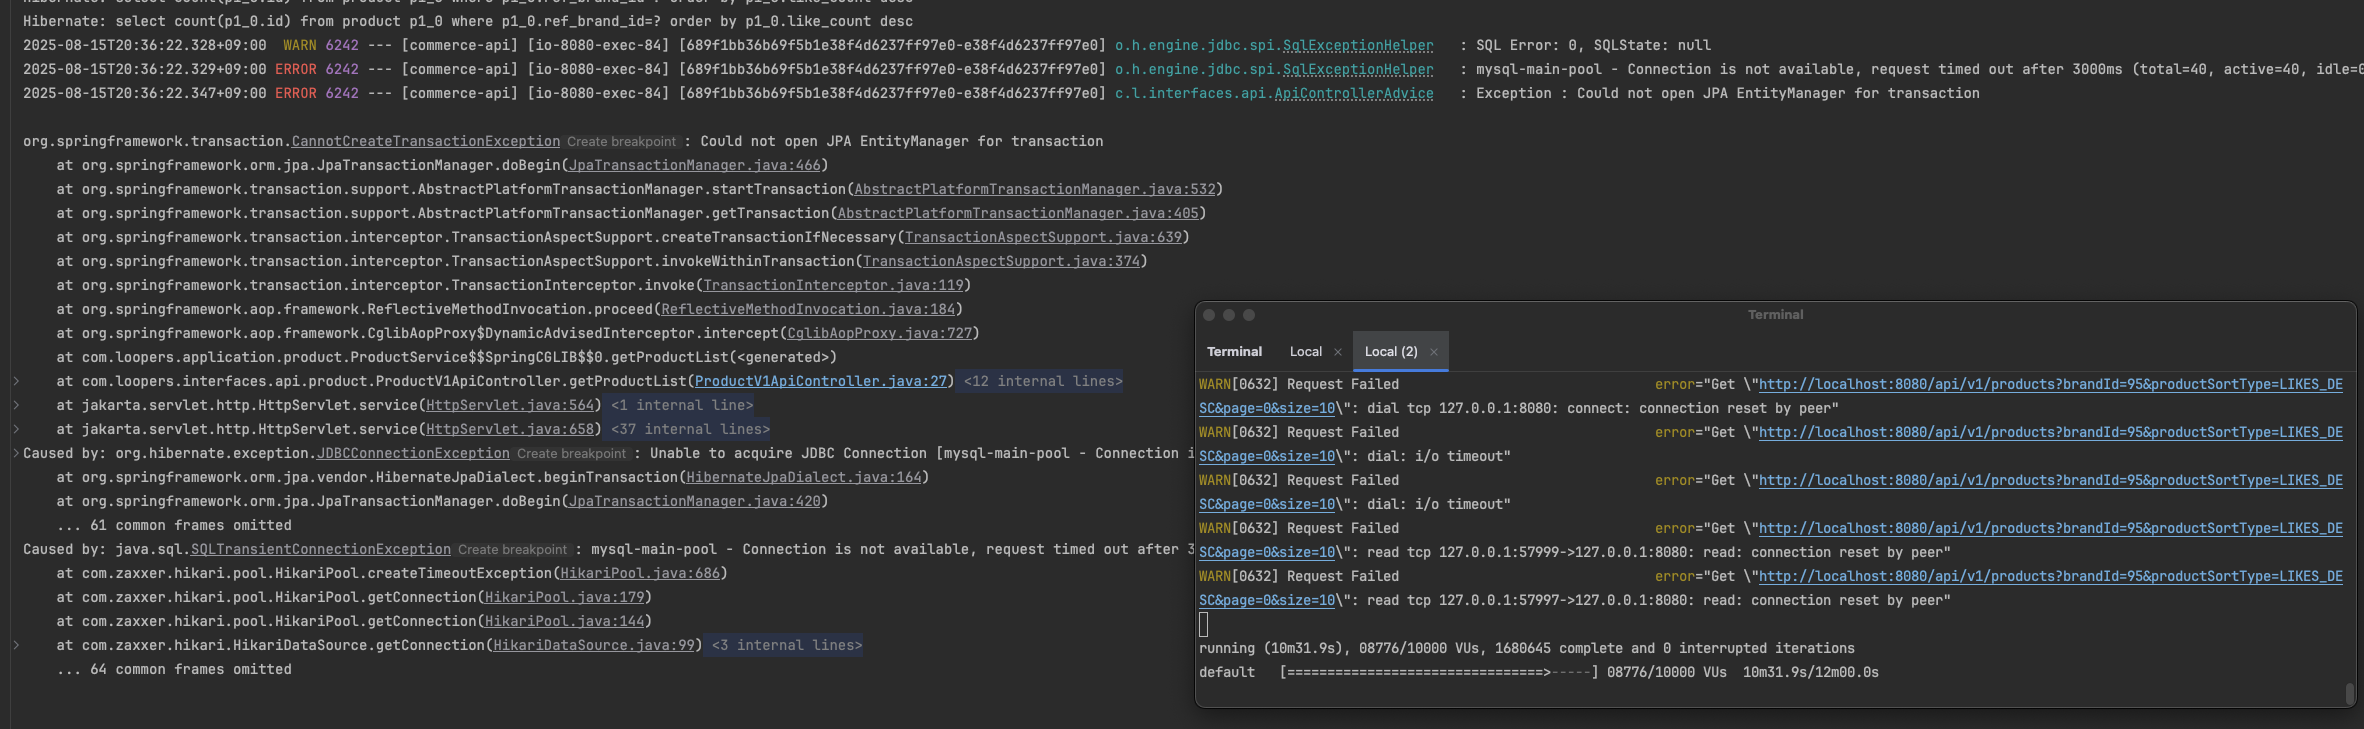 Hibernate: select count(p1_0.id) from product p1_0 where p1_0.ref_brand_id=? order by p1_0.like_count desc
Hibernate: select count(p1_0.id) from product p1_0 where p1_0.ref_brand_id=? order by p1_0.like_count desc
2025-08-15T20:36:22.328+09:00  WARN 6242 --- [commerce-api] [io-8080-exec-84] [689f1bb36b69f5b1e38f4d6237ff97e0-e38f4d6237ff97e0] o.h.engine.jdbc.spi.SqlExceptionHelper   : SQL Error: 0, SQLState: null
2025-08-15T20:36:22.329+09:00 ERROR 6242 --- [commerce-api] [io-8080-exec-84] [689f1bb36b69f5b1e38f4d6237ff97e0-e38f4d6237ff97e0] o.h.engine.jdbc.spi.SqlExceptionHelper   : mysql-main-pool - Connection is not available, request timed out after 3000ms (total=40, active=40, idle=0
2025-08-15T20:36:22.347+09:00 ERROR 6242 --- [commerce-api] [io-8080-exec-84] [689f1bb36b69f5b1e38f4d6237ff97e0-e38f4d6237ff97e0] c.l.interfaces.api.ApiControllerAdvice   : Exception : Could not open JPA EntityManager for transaction
org.springframework.transaction.CannotCreateTransactionException Create breakpoint : Could not open JPA EntityManager for transaction
at org.springframework.orm.jpa.JpaTransactionManager.doBegin(JpaTransactionManager.java:466)
at org.springframework.transaction.support.AbstractPlatformTransactionManager.startTransaction(AbstractPlatformTransactionManager.java:532)
at org.springframework.transaction.support.AbstractPlatformTransactionManager.getTransaction(AbstractPlatformTransactionManager.java:405)
at org.springframework.transaction.interceptor.TransactionAspectSupport.createTransactionIfNecessary(TransactionAspectSupport.java:639)
at org.springframework.transaction.interceptor.TransactionAspectSupport.invokeWithinTransaction(TransactionAspectSupport.java:374)
at org.springframework.transaction.interceptor.TransactionInterceptor.invoke(TransactionInterceptor.java:119)
at org.springframework.aop.framework.ReflectiveMethodInvocation.proceed(ReflectiveMethodInvocation.java:184)
at org.springframework.aop.framework.CglibAopProxy$DynamicAdvisedInterceptor.intercept(CglibAopProxy.java:727)
at com.loopers.application.product.ProductService$$SpringCGLIB$$0.getProductList(<generated>)
at com.loopers.interfaces.api.product.ProductV1ApiController.getProductList(ProductV1ApiController.java:27) <12 internal lines>
at jakarta.servlet.http.HttpServlet.service(HttpServlet.java:564) <1 internal line>
at jakarta.servlet.http.HttpServlet.service(HttpServlet.java:658) <37 internal lines>
Caused by: org.hibernate.exception.JDBCConnectionException Create breakpoint : Unable to acquire JDBC Connection [mysql-main-pool - Connection i
at org.springframework.orm.jpa.vendor.HibernateJpaDialect.beginTransaction(HibernateJpaDialect.java:164)
at org.springframework.orm.jpa.JpaTransactionManager.doBegin(JpaTransactionManager.java:420)
... 61 common frames omitted
Caused by: java.sql.SQLTransientConnectionException Create breakpoint : mysql-main-pool - Connection is not available, request timed out after 3
at com.zaxxer.hikari.pool.HikariPool.createTimeoutException(HikariPool.java:686)
at com.zaxxer.hikari.pool.HikariPool.getConnection(HikariPool.java:179)
at com.zaxxer.hikari.pool.HikariPool.getConnection(HikariPool.java:144)
at com.zaxxer.hikari.HikariDataSource.getConnection(HikariDataSource.java:99) <3 internal lines>
... 64 common frames omitted
Terminal
Terminal Local × Local (2) ×
WARN[0632] Request Failed                                error="Get \"http://localhost:8080/api/v1/products?brandId=95&productSortType=LIKES_DE
SC&page=0&size=10\": dial tcp 127.0.0.1:8080: connect: connection reset by peer"
WARN[0632] Request Failed                                error="Get \"http://localhost:8080/api/v1/products?brandId=95&productSortType=LIKES_DE
SC&page=0&size=10\": dial: i/o timeout"
WARN[0632] Request Failed                                error="Get \"http://localhost:8080/api/v1/products?brandId=95&productSortType=LIKES_DE
SC&page=0&size=10\": dial: i/o timeout"
WARN[0632] Request Failed                                error="Get \"http://localhost:8080/api/v1/products?brandId=95&productSortType=LIKES_DE
SC&page=0&size=10\": read tcp 127.0.0.1:57999->127.0.0.1:8080: read: connection reset by peer"
WARN[0632] Request Failed                                error="Get \"http://localhost:8080/api/v1/products?brandId=95&productSortType=LIKES_DE
SC&page=0&size=10\": read tcp 127.0.0.1:57997->127.0.0.1:8080: read: connection reset by peer"
running (10m31.9s), 08776/10000 VUs, 1680645 complete and 0 interrupted iterations
default   [================================>-----] 08776/10000 VUs  10m31.9s/12m00.0s